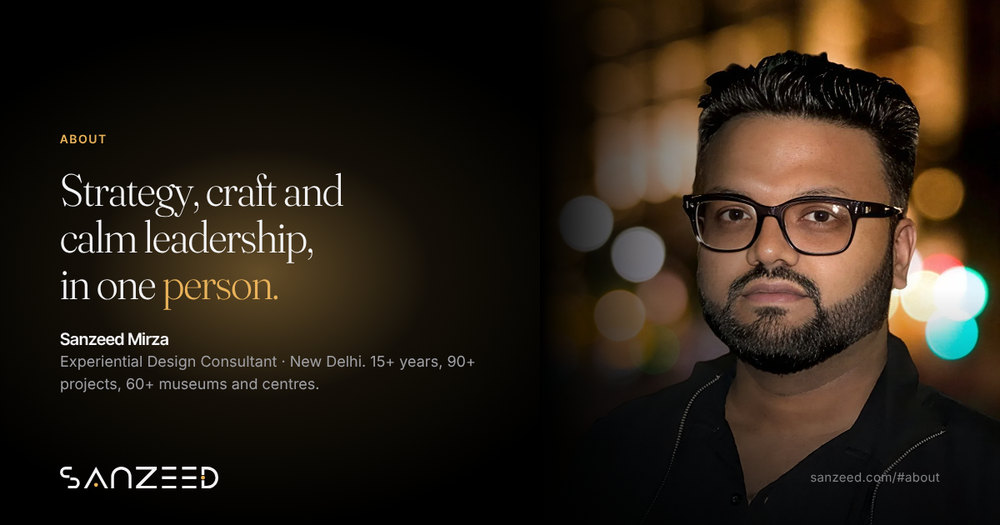 ABOUT
Strategy, craft and
calm leadership,
in one person.
Sanzeed Mirza
Experiential Design Consultant · New Delhi. 15+ years, 90+
projects, 60+ museums and centres.
SANZEED
sanzeed.com/#about